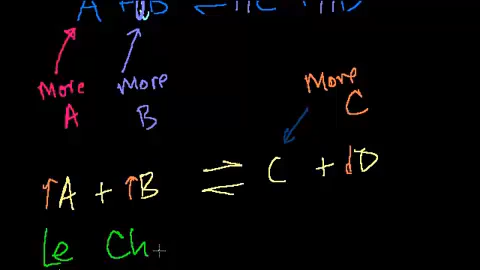 A + B ⇌ C + D
More A
More B
More C
↑A + ↑B ⇌ C + D
Le Ch